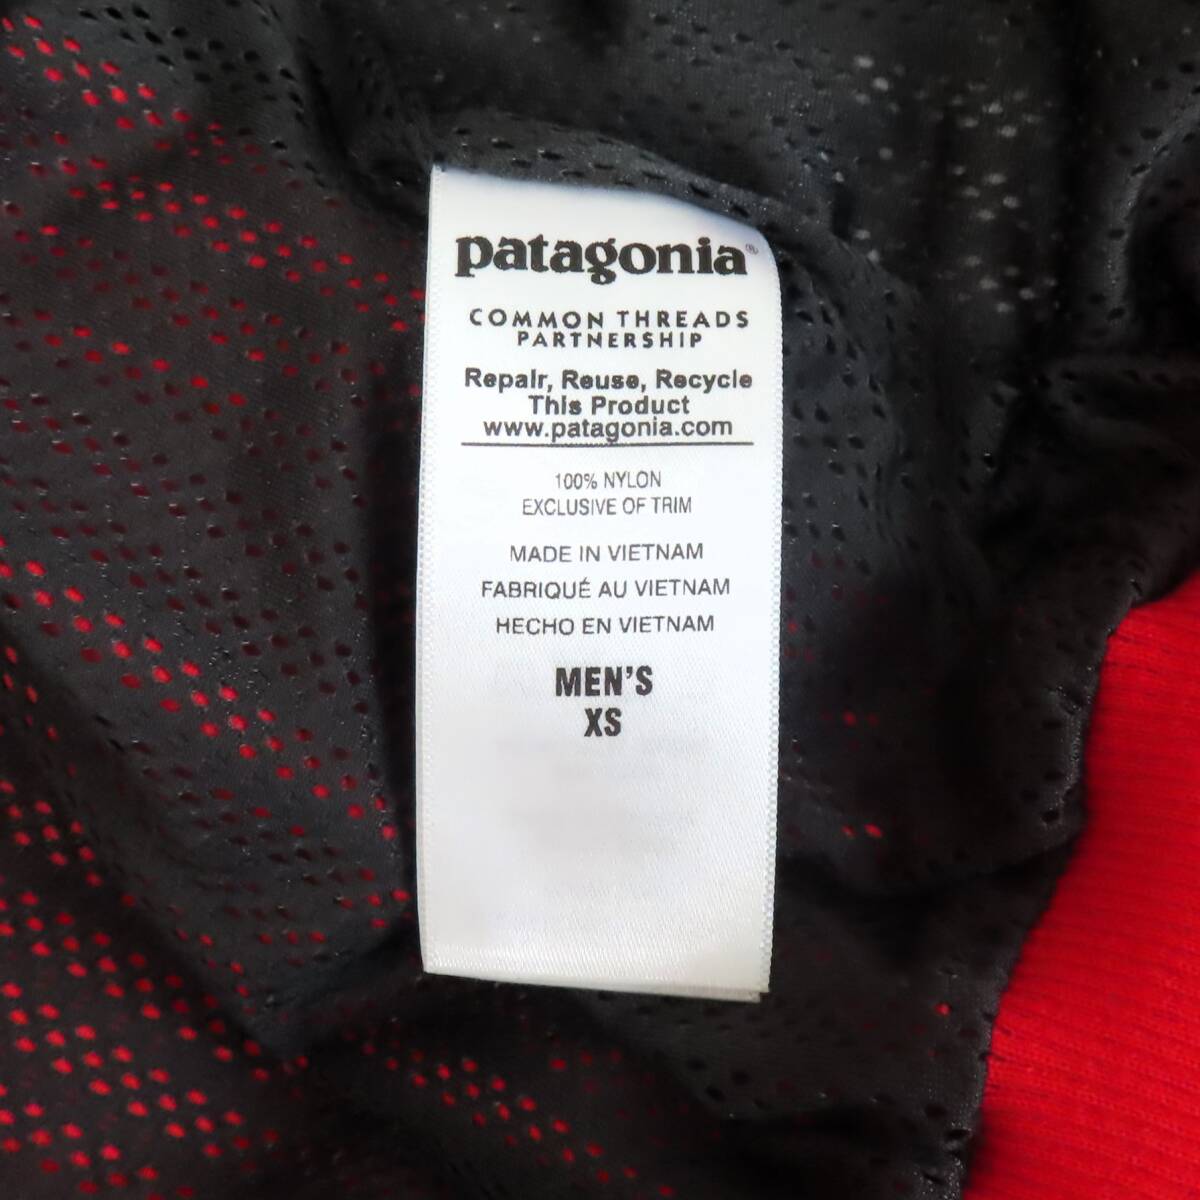 patagonia®
COMMON THREADS
PARTNERSHIP
Repair, Reuse, Recycle
This Product
www.patagonia.com
100% NYLON
EXCLUSIVE OF TRIM
MADE IN VIETNAM
FABRIQUÉ AU VIETNAM
HECHO EN VIETNAM
MEN'S
XS